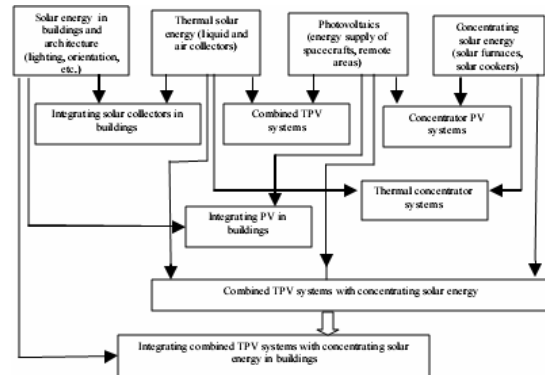 Solar energy in
buildings and
architecture
(lighting, orientation,
etc.)
Thermal solar
energy (liquid and
air collectors)
Photovoltaics
(energy supply of
spacecrafts, remote
areas)
Concentrating
solar energy
(solar furnaces,
solar cookers)
Integrating solar collectors in
buildings
Combined TPV
systems
Concentrator PV
systems
Thermal concentrator
systems
Integrating PV in
buildings
Combined TPV systems with concentrating solar energy
Integrating combined TPV systems with concentrating solar
energy in buildings